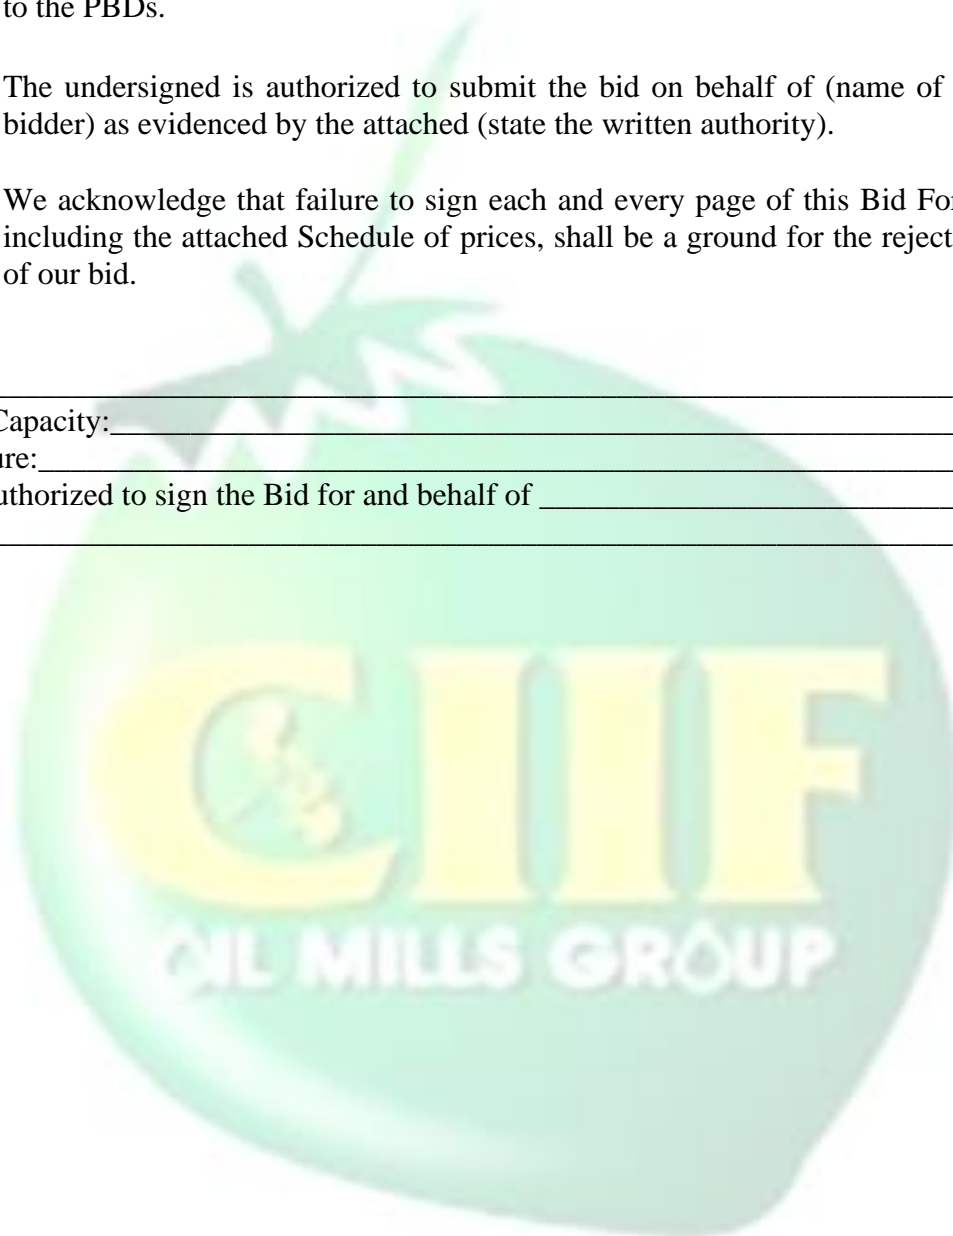 to the PBDs.
The undersigned is authorized to submit the bid on behalf of (name of
bidder) as evidenced by the attached (state the written authority).
We acknowledge that failure to sign each and every page of this Bid For
including the attached Schedule of prices, shall be a ground for the reject
of our bid.
Capacity:
ure:
uthorized to sign the Bid for and behalf of
CIIF
OIL MILLS GROUP